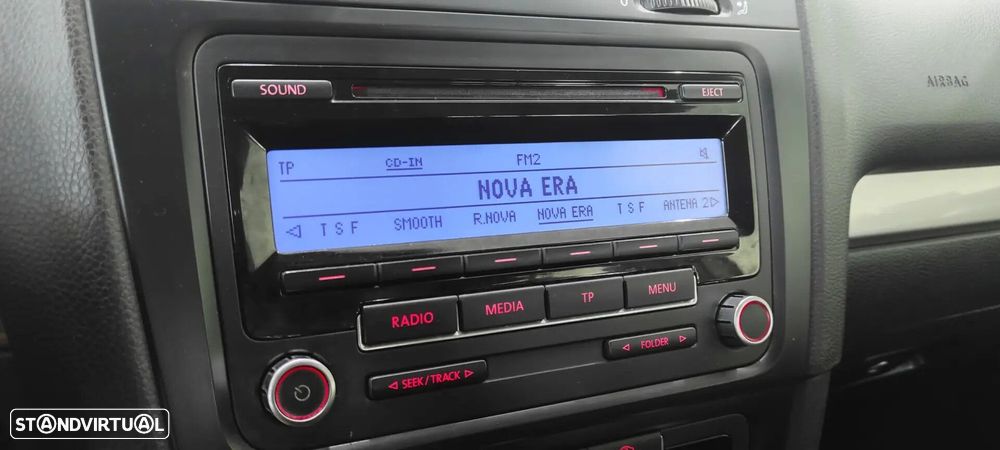 AIRBAG
SOUND
EJECT
TP CD-IN FM2
NOVA ERA
◁ T S F SMOOTH R.NOVA NOVA ERA T S F ANTENA 2▷
RADIO MEDIA TP MENU
◁ SEEK/TRACK ▷ ◁ FOLDER ▷
STANDVIRTUAL